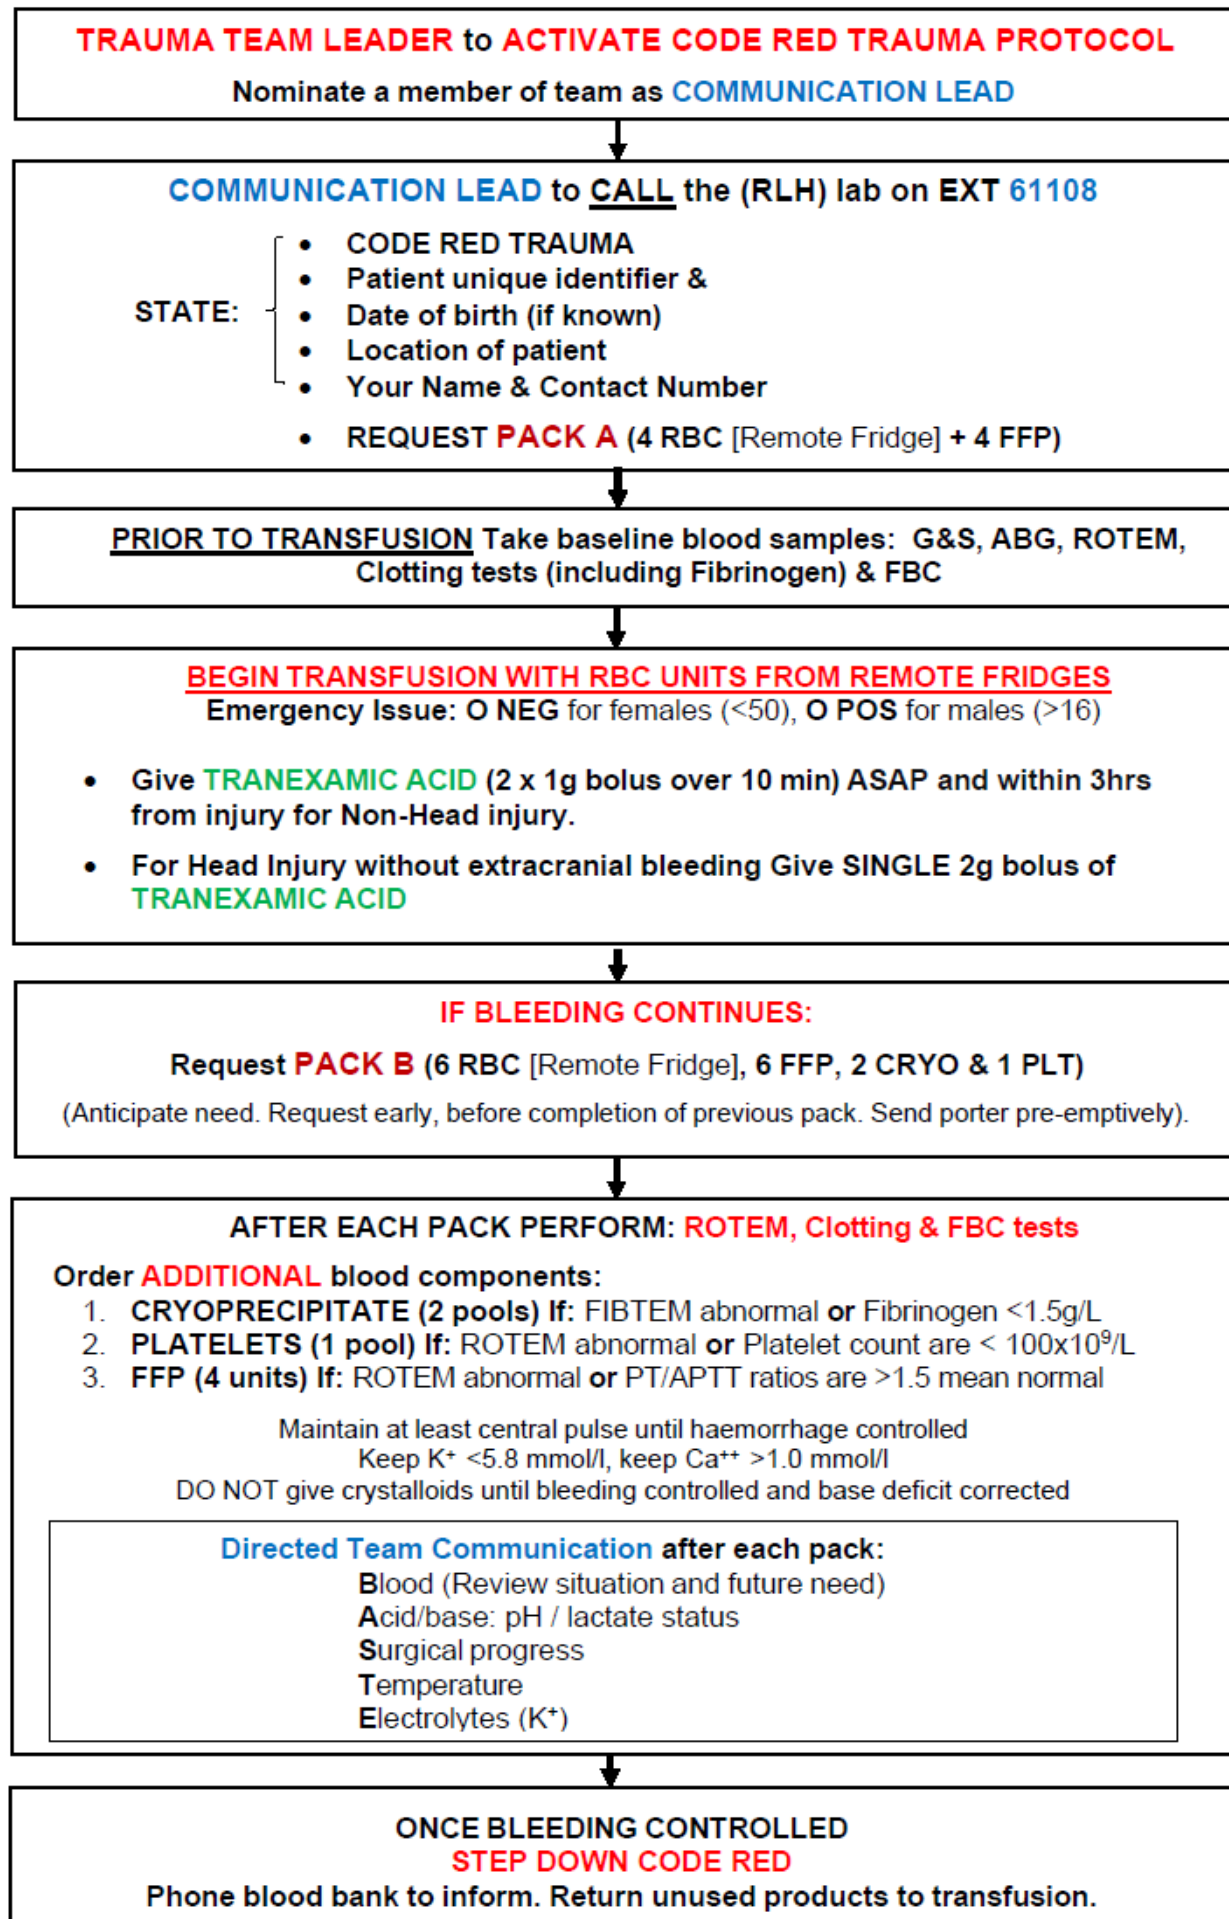 TRAUMA TEAM LEADER to ACTIVATE CODE RED TRAUMA PROTOCOL
Nominate a member of team as COMMUNICATION LEAD
COMMUNICATION LEAD to CALL the (RLH) lab on EXT 61108
STATE:
• CODE RED TRAUMA
• Patient unique identifier &
• Date of birth (if known)
• Location of patient
• Your Name & Contact Number
• REQUEST PACK A (4 RBC [Remote Fridge] + 4 FFP)
PRIOR TO TRANSFUSION Take baseline blood samples: G&S, ABG, ROTEM,
Clotting tests (including Fibrinogen) & FBC
BEGIN TRANSFUSION WITH RBC UNITS FROM REMOTE FRIDGES
Emergency Issue: O NEG for females (<50), O POS for males (>16)
• Give TRANEXAMIC ACID (2 x 1g bolus over 10 min) ASAP and within 3hrs
from injury for Non-Head injury.
• For Head Injury without extracranial bleeding Give SINGLE 2g bolus of
TRANEXAMIC ACID
IF BLEEDING CONTINUES:
Request PACK B (6 RBC [Remote Fridge], 6 FFP, 2 CRYO & 1 PLT)
(Anticipate need. Request early, before completion of previous pack. Send porter pre-emptively).
AFTER EACH PACK PERFORM: ROTEM, Clotting & FBC tests
Order ADDITIONAL blood components:
1. CRYOPRECIPITATE (2 pools) If: FIBTEM abnormal or Fibrinogen <1.5g/L
2. PLATELETS (1 pool) If: ROTEM abnormal or Platelet count are < 100x10⁹/L
3. FFP (4 units) If: ROTEM abnormal or PT/APTT ratios are >1.5 mean normal
Maintain at least central pulse until haemorrhage controlled
Keep K⁺ <5.8 mmol/l, keep Ca⁺⁺ >1.0 mmol/l
DO NOT give crystalloids until bleeding controlled and base deficit corrected
Directed Team Communication after each pack:
Blood (Review situation and future need)
Acid/base: pH / lactate status
Surgical progress
Temperature
Electrolytes (K⁺)
ONCE BLEEDING CONTROLLED
STEP DOWN CODE RED
Phone blood bank to inform. Return unused products to transfusion.